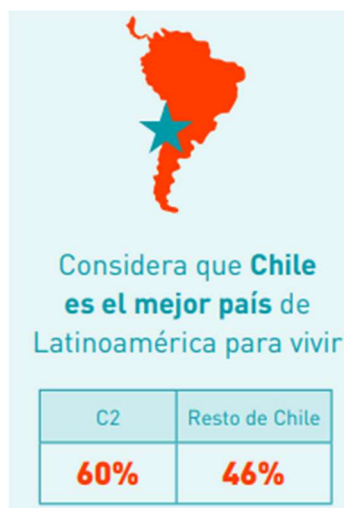 Considera que Chile
es el mejor país de
Latinoamérica para vivir
C2 Resto de Chile
60% 46%